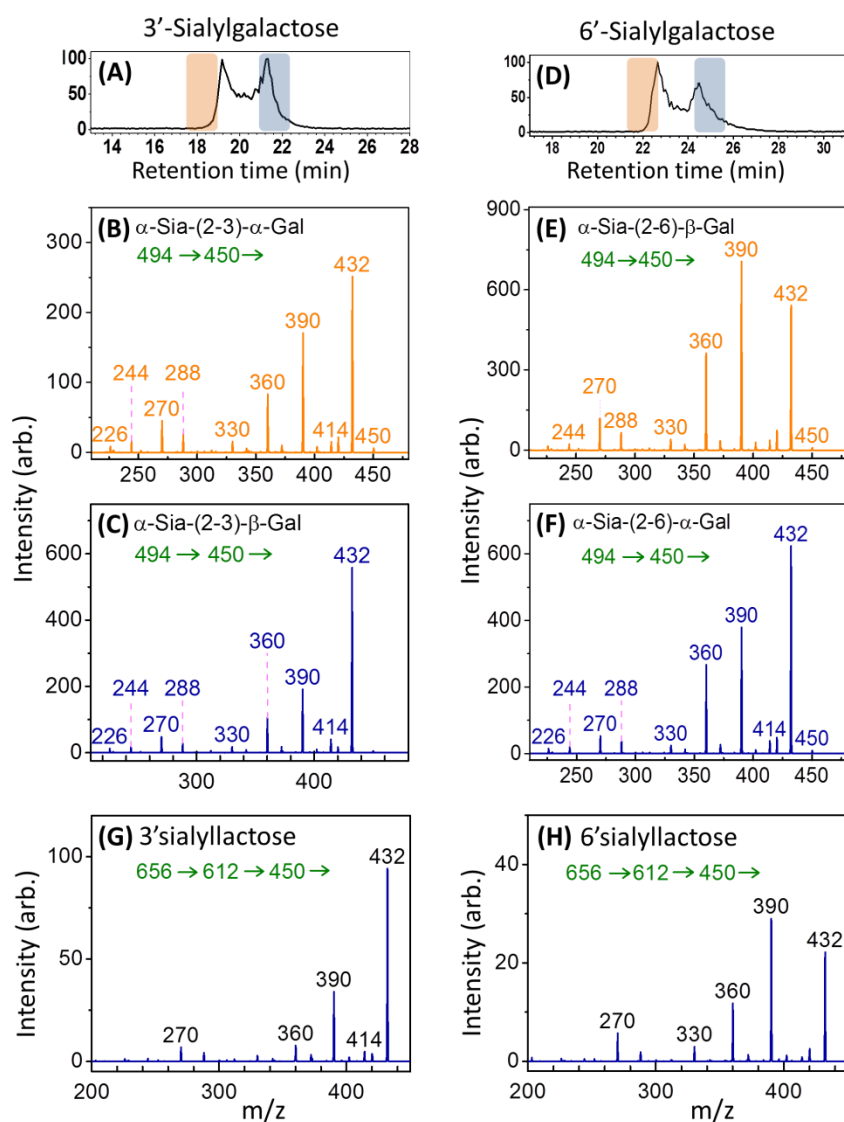 3’-Sialylgalactose
(A)
100
50
0
14 16 18 20 22 24 26 28
Retention time (min)
6’-Sialylgalactose
(D)
100
50
0
18 20 22 24 26 28 30
Retention time (min)
Intensity (arb.)
(B) α-Sia-(2-3)-α-Gal
494 → 450 →
300
200
100
0
432
390
360
244 288
270
226 330 414 450
250 300 350 400 450
(C) α-Sia-(2-3)-β-Gal
494 → 450 →
600
400
200
0
432
360
390
244 288
270
226 330 414
300 400
Intensity (arb.)
(E) α-Sia-(2-6)-β-Gal
494 → 450 →
900
600
300
0
390
432
360
270
244 288 330 450
250 300 350 400 450
(F) α-Sia-(2-6)-α-Gal
494 → 450 →
600
400
200
0
432
390
360
244 288
270
226 330 414 450
250 300 350 400 450
(G) 3’sialyllactose
656 → 612 → 450 →
Intensity (arb.)
100
50
0
432
390
270 360 414
200 300 400
m/z
(H) 6’sialyllactose
656 → 612 → 450 →
Intensity (arb.)
40
20
0
390
432
360
270
330
200 300 400
m/z